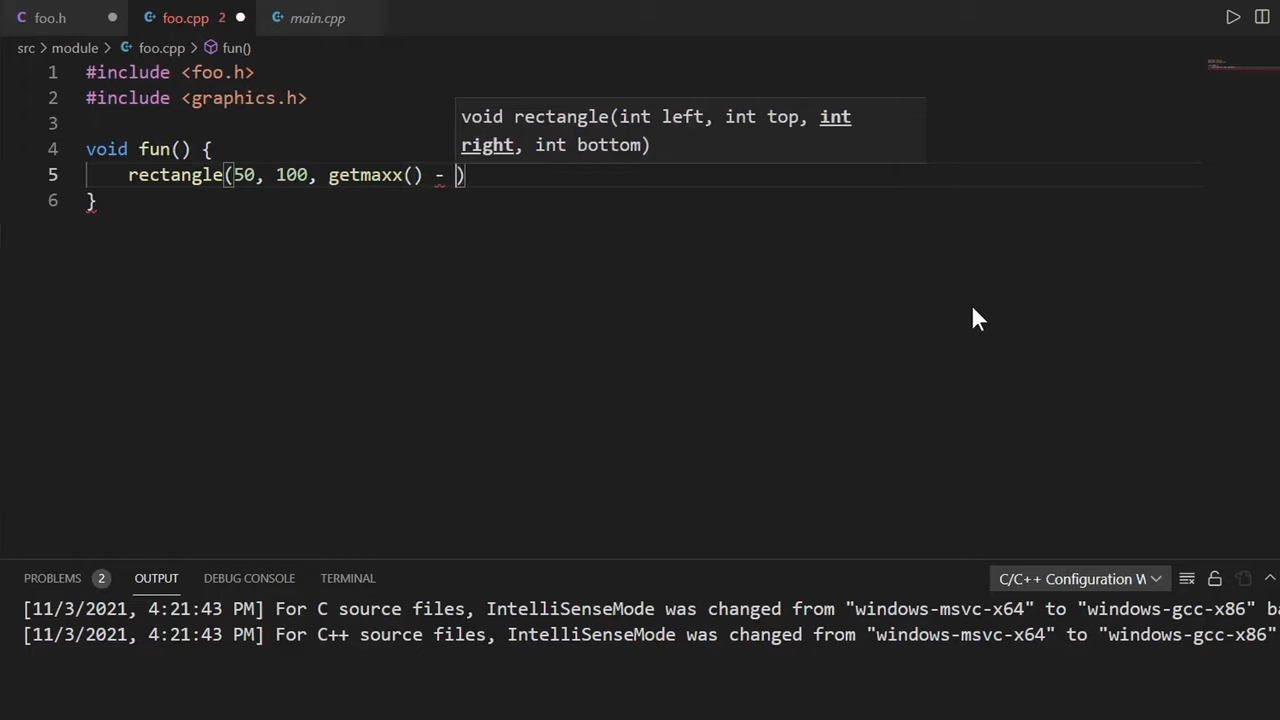 foo.h
foo.cpp 2
main.cpp
src > module > foo.cpp > fun()
1 #include <foo.h>
2 #include <graphics.h>
3
void rectangle(int left, int top, int
right, int bottom)
4 void fun() {
5 rectangle(50, 100, getmaxx() - )
6 }
PROBLEMS 2 OUTPUT DEBUG CONSOLE TERMINAL
C/C++ Configuration W
[11/3/2021, 4:21:43 PM] For C source files, IntelliSenseMode was changed from "windows-msvc-x64" to "windows-gcc-x86" ba
[11/3/2021, 4:21:43 PM] For C++ source files, IntelliSenseMode was changed from "windows-msvc-x64" to "windows-gcc-x86"